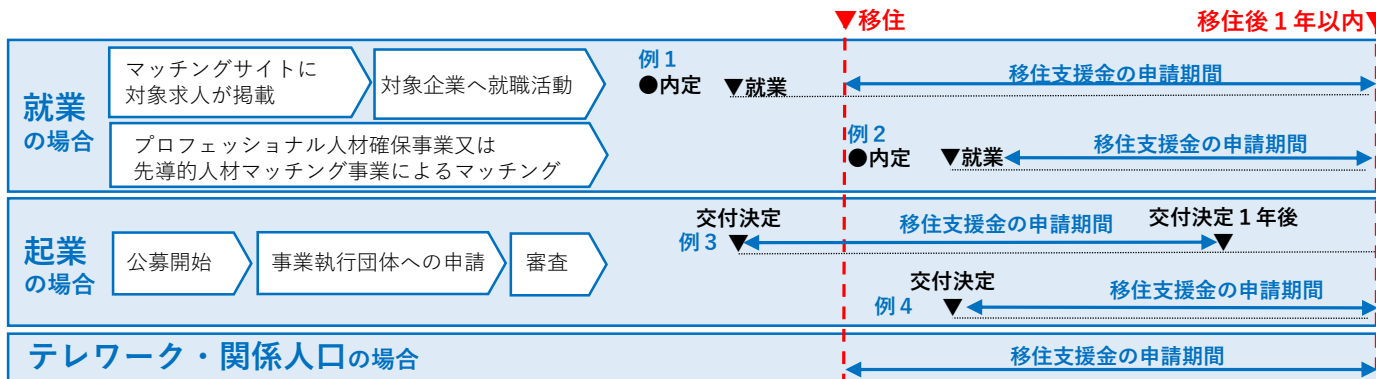 ▼移住
移住後1年以内▼
就業
の場合
マッチングサイトに
対象求人が掲載
対象企業へ就職活動
プロフェッショナル人材確保事業又は
先導的人材マッチング事業によるマッチング
例1
●内定
▼就業
移住支援金の申請期間
例2
●内定
▼就業
移住支援金の申請期間
起業
の場合
公募開始
事業執行団体への申請
審査
交付決定
例3
▼
移住支援金の申請期間
交付決定1年後
▼
交付決定
例4
▼
移住支援金の申請期間
テレワーク・関係人口の場合
移住支援金の申請期間